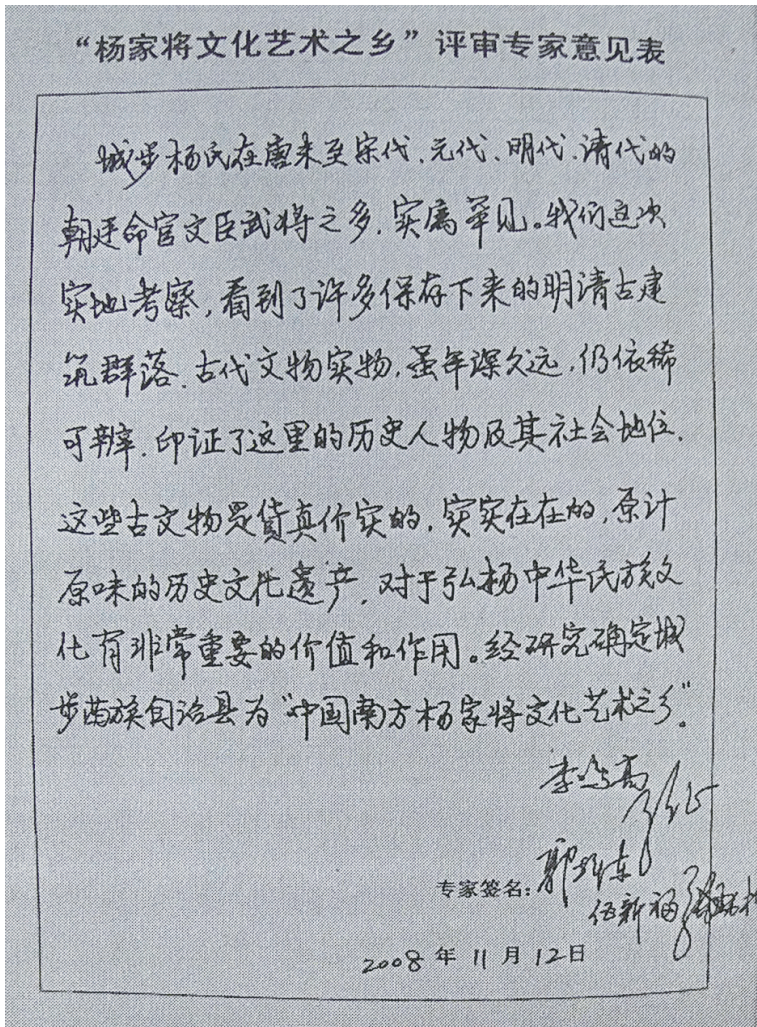 “杨家将文化艺术之乡”评审专家意见表
城步杨氏在唐末至宋代、元代、明代、清代的
朝廷命官文臣武将之多，实属罕见。我们这次
实地考察，看到了许多保存下来的明清古建
筑群落、古代文物实物，虽年深久远，仍依稀
可辨，印证了这里的历史人物及其社会地位，
这些古文物是货真价实的，实实在在的，原计
原味的历史文化遗产，对于弘杨中华民族文
化有非常重要的价值和作用。经研究确定城
步苗族自治县为“中国南方杨家将文化艺术之乡”。
专家签名：
伍新福
2008年11月12日